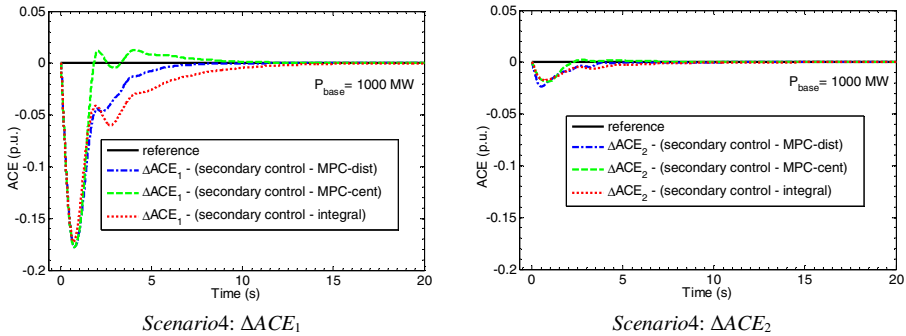 0.05
0
-0.05
-0.1
-0.15
-0.2
ACE (p.u.)
P_base= 1000 MW
reference
ΔACE₁ - (secondary control - MPC-dist)
ΔACE₁ - (secondary control - MPC-cent)
ΔACE₁ - (secondary control - integral)
0 5 10 15 20
Time (s)
Scenario4: ΔACE₁
0.05
0
-0.05
-0.1
-0.15
-0.2
ACE (p.u.)
P_base= 1000 MW
reference
ΔACE₂ - (secondary control - MPC-dist)
ΔACE₂ - (secondary control - MPC-cent)
ΔACE₂ - (secondary control - integral)
0 5 10 15 20
Time (s)
Scenario4: ΔACE₂